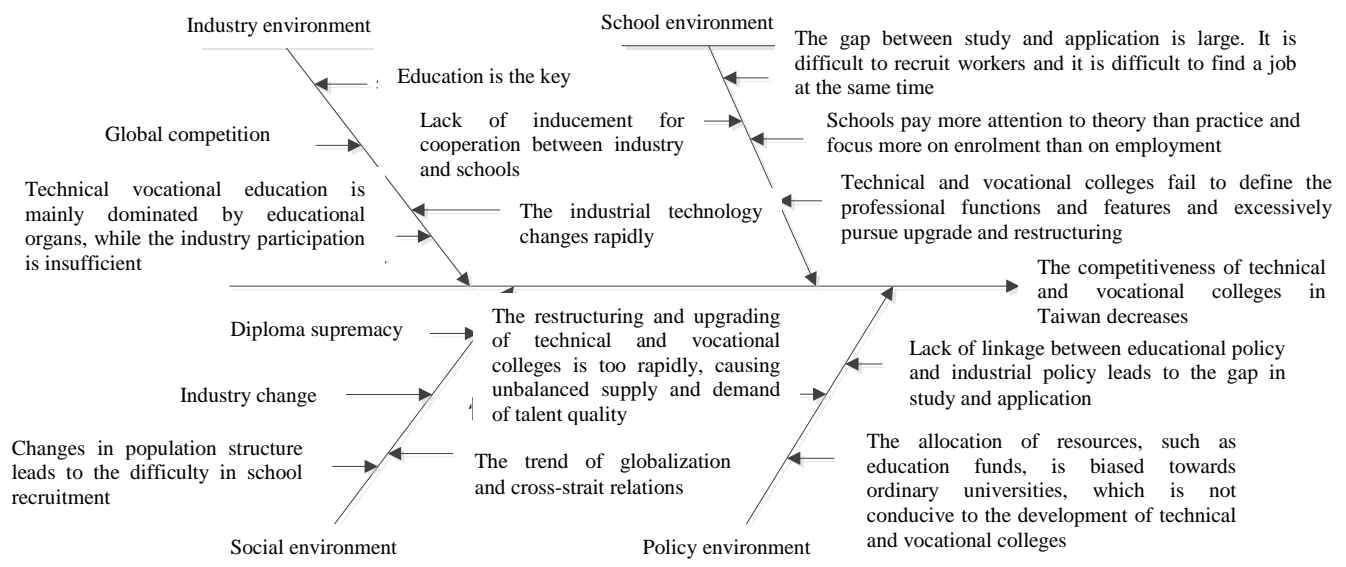 Industry environment
School environment
The gap between study and application is large. It is
difficult to recruit workers and it is difficult to find a job
at the same time
Education is the key
Global competition
Lack of inducement for
cooperation between industry
and schools
Schools pay more attention to theory than practice and
focus more on enrolment than on employment
Technical vocational education is
mainly dominated by educational
organs, while the industry participation
is insufficient
The industrial technology
changes rapidly
Technical and vocational colleges fail to define the
professional functions and features and excessively
pursue upgrade and restructuring
The competitiveness of technical
and vocational colleges in
Taiwan decreases
Diploma supremacy
The restructuring and upgrading
of technical and vocational
colleges is too rapidly, causing
unbalanced supply and demand
of talent quality
Lack of linkage between educational policy
and industrial policy leads to the gap in
study and application
Industry change
Changes in population structure
leads to the difficulty in school
recruitment
The trend of globalization
and cross-strait relations
The allocation of resources, such as
education funds, is biased towards
ordinary universities, which is not
conducive to the development of technical
and vocational colleges
Social environment
Policy environment